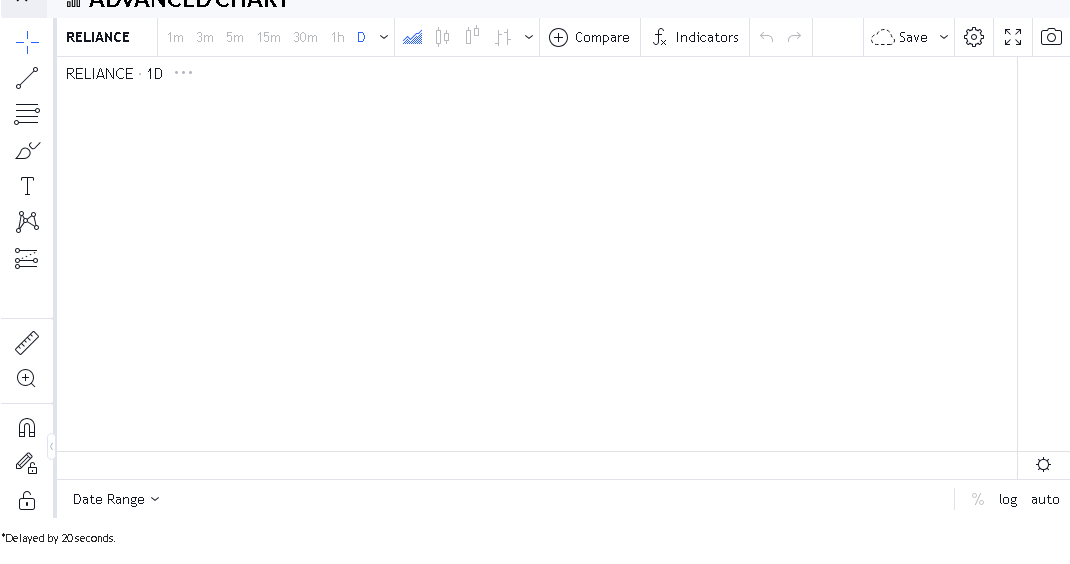 ADVANCED CHART
RELIANCE 1m 3m 5m 15m 30m 1h D Compare Indicators Save
RELIANCE · 1D
T
Date Range % log auto
*Delayed by 20 seconds.